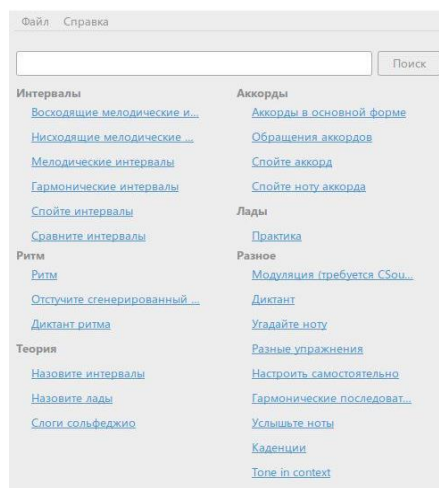 Файл Справка
Поиск
Интервалы
Восходящие мелодические и...
Нисходящие мелодические ...
Мелодические интервалы
Гармонические интервалы
Спойте интервалы
Сравните интервалы
Ритм
Ритм
Отстучите сгенерированный ...
Диктант ритма
Теория
Назовите интервалы
Назовите лады
Слоги сольфеджио
Аккорды
Аккорды в основной форме
Обращения аккордов
Спойте аккорд
Спойте ноту аккорда
Лады
Практика
Разное
Модуляция (требуется CSou...
Диктант
Угадайте ноту
Разные упражнения
Настроить самостоятельно
Гармонические последоват...
Услышьте ноты
Каденции
Tone in context